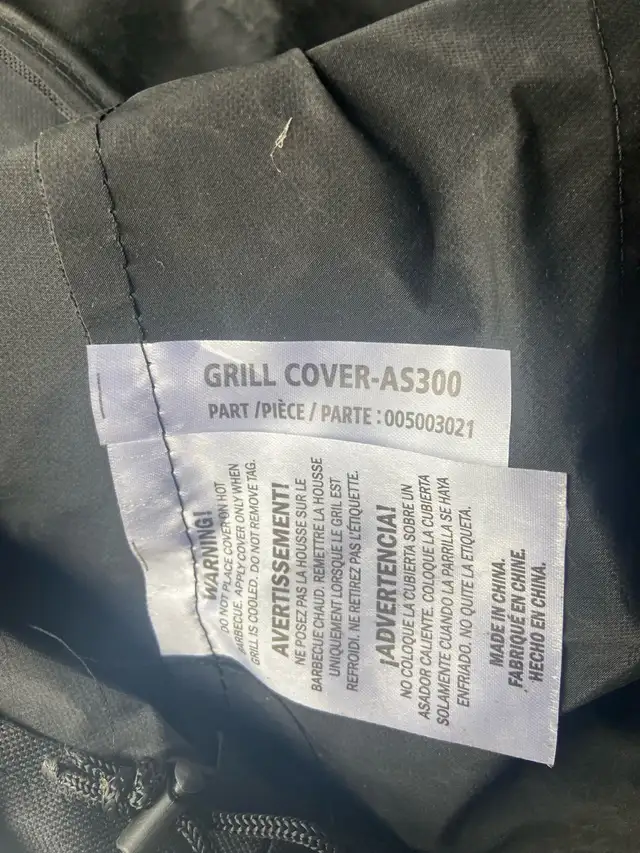 GRILL COVER-AS300
PART /PIÈCE / PARTE : 005003021
WARNING!
DO NOT PLACE COVER ON HOT
BARBECUE. APPLY COVER ONLY WHEN
GRILL IS COOLED. DO NOT REMOVE TAG.
AVERTISSEMENT!
NE POSEZ PAS LA HOUSSE SUR LE
BARBECUE CHAUD. REMETTRE LA HOUSSE
UNIQUEMENT LORSQUE LE GRIL EST
REFROIDI. NE RETIREZ PAS L'ÉTIQUETTE.
¡ADVERTENCIA!
NO COLOQUE LA CUBIERTA SOBRE UN
ASADOR CALIENTE. COLOQUE LA CUBIERTA
SOLAMENTE CUANDO LA PARRILLA SE HAYA
ENFRIADO. NO QUITE LA ETIQUETA.
MADE IN CHINA.
FABRIQUÉ EN CHINE.
HECHO EN CHINA.